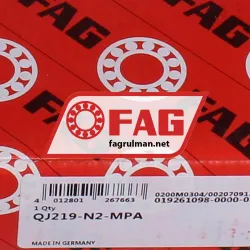 FAG
FAG
fagrulman.net
FAG
4 012801 267663
0200M0304/00207091
1 Qty
019261098-0000-0
QJ219-N2-MPA
MADE IN GERMANY